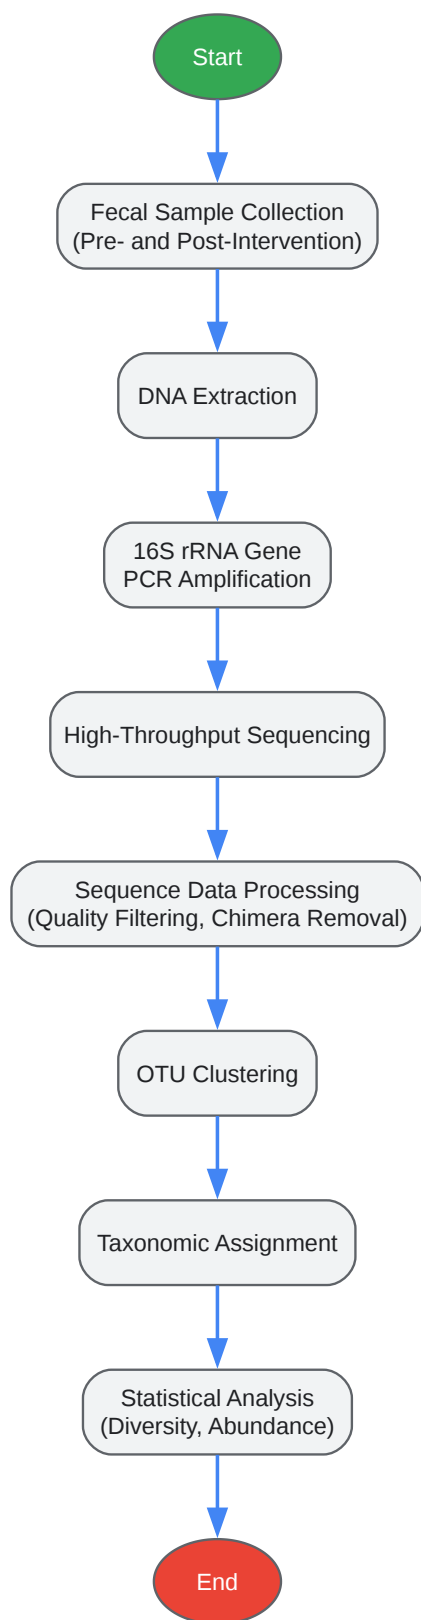 Start
Fecal Sample Collection
(Pre- and Post-Intervention)
DNA Extraction
16S rRNA Gene
PCR Amplification
High-Throughput Sequencing
Sequence Data Processing
(Quality Filtering, Chimera Removal)
OTU Clustering
Taxonomic Assignment
Statistical Analysis
(Diversity, Abundance)
End